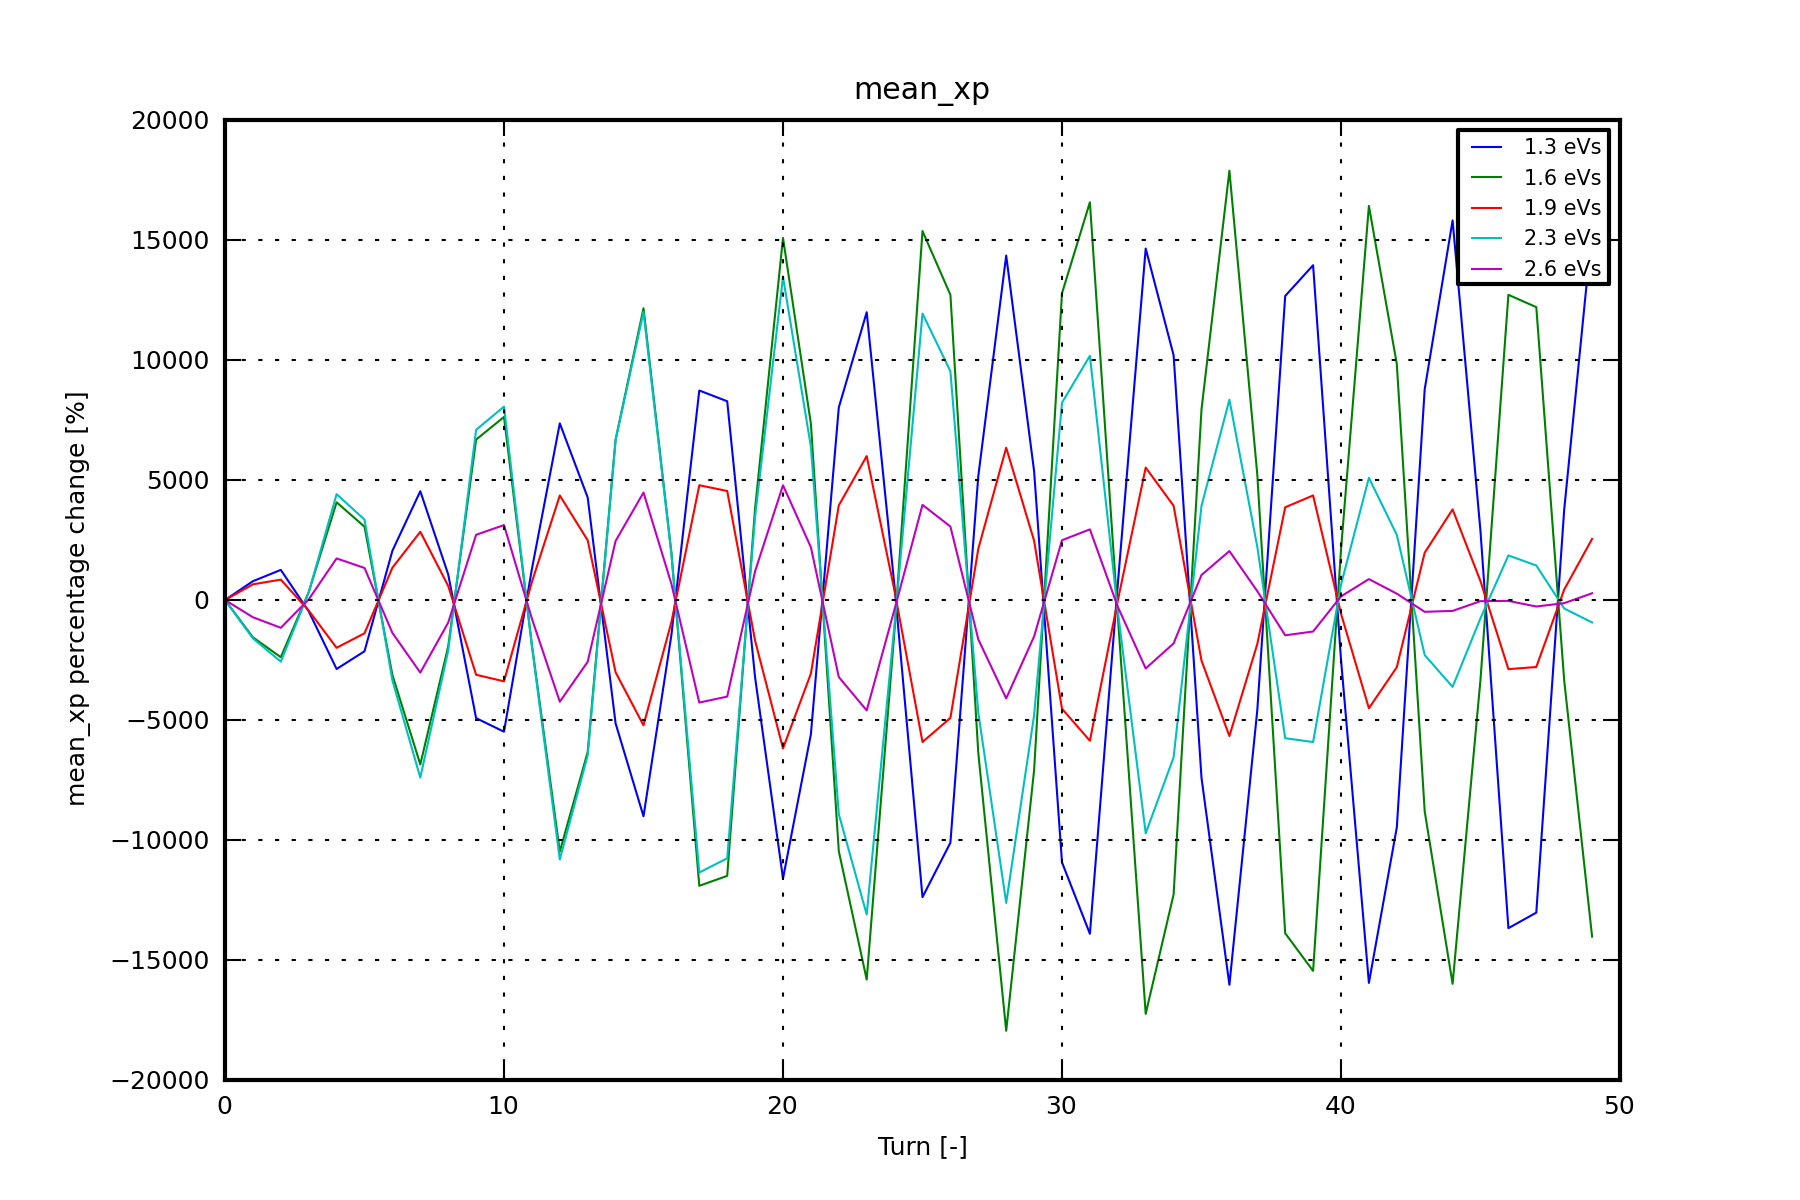 mean_xp
20000
15000
10000
5000
0
−5000
−10000
−15000
−20000
mean_xp percentage change [%]
1.3 eVs
1.6 eVs
1.9 eVs
2.3 eVs
2.6 eVs
0 10 20 30 40 50
Turn [-]